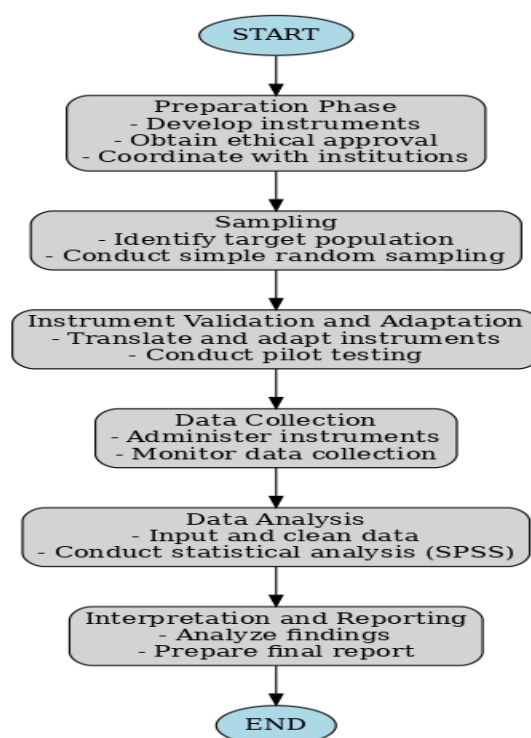 START
Preparation Phase
- Develop instruments
- Obtain ethical approval
- Coordinate with institutions
Sampling
- Identify target population
- Conduct simple random sampling
Instrument Validation and Adaptation
- Translate and adapt instruments
- Conduct pilot testing
Data Collection
- Administer instruments
- Monitor data collection
Data Analysis
- Input and clean data
- Conduct statistical analysis (SPSS)
Interpretation and Reporting
- Analyze findings
- Prepare final report
END